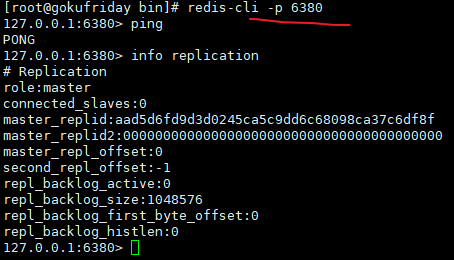 [root@gokufriday bin]# redis-cli -p 6380
127.0.0.1:6380> ping
PONG
127.0.0.1:6380> info replication
# Replication
role:master
connected_slaves:0
master_replid:aad5d6fd9d3d0245ca5c9dd6c68098ca37c6df8f
master_replid2:0000000000000000000000000000000000000000
master_repl_offset:0
second_repl_offset:-1
repl_backlog_active:0
repl_backlog_size:1048576
repl_backlog_first_byte_offset:0
repl_backlog_histlen:0
127.0.0.1:6380>